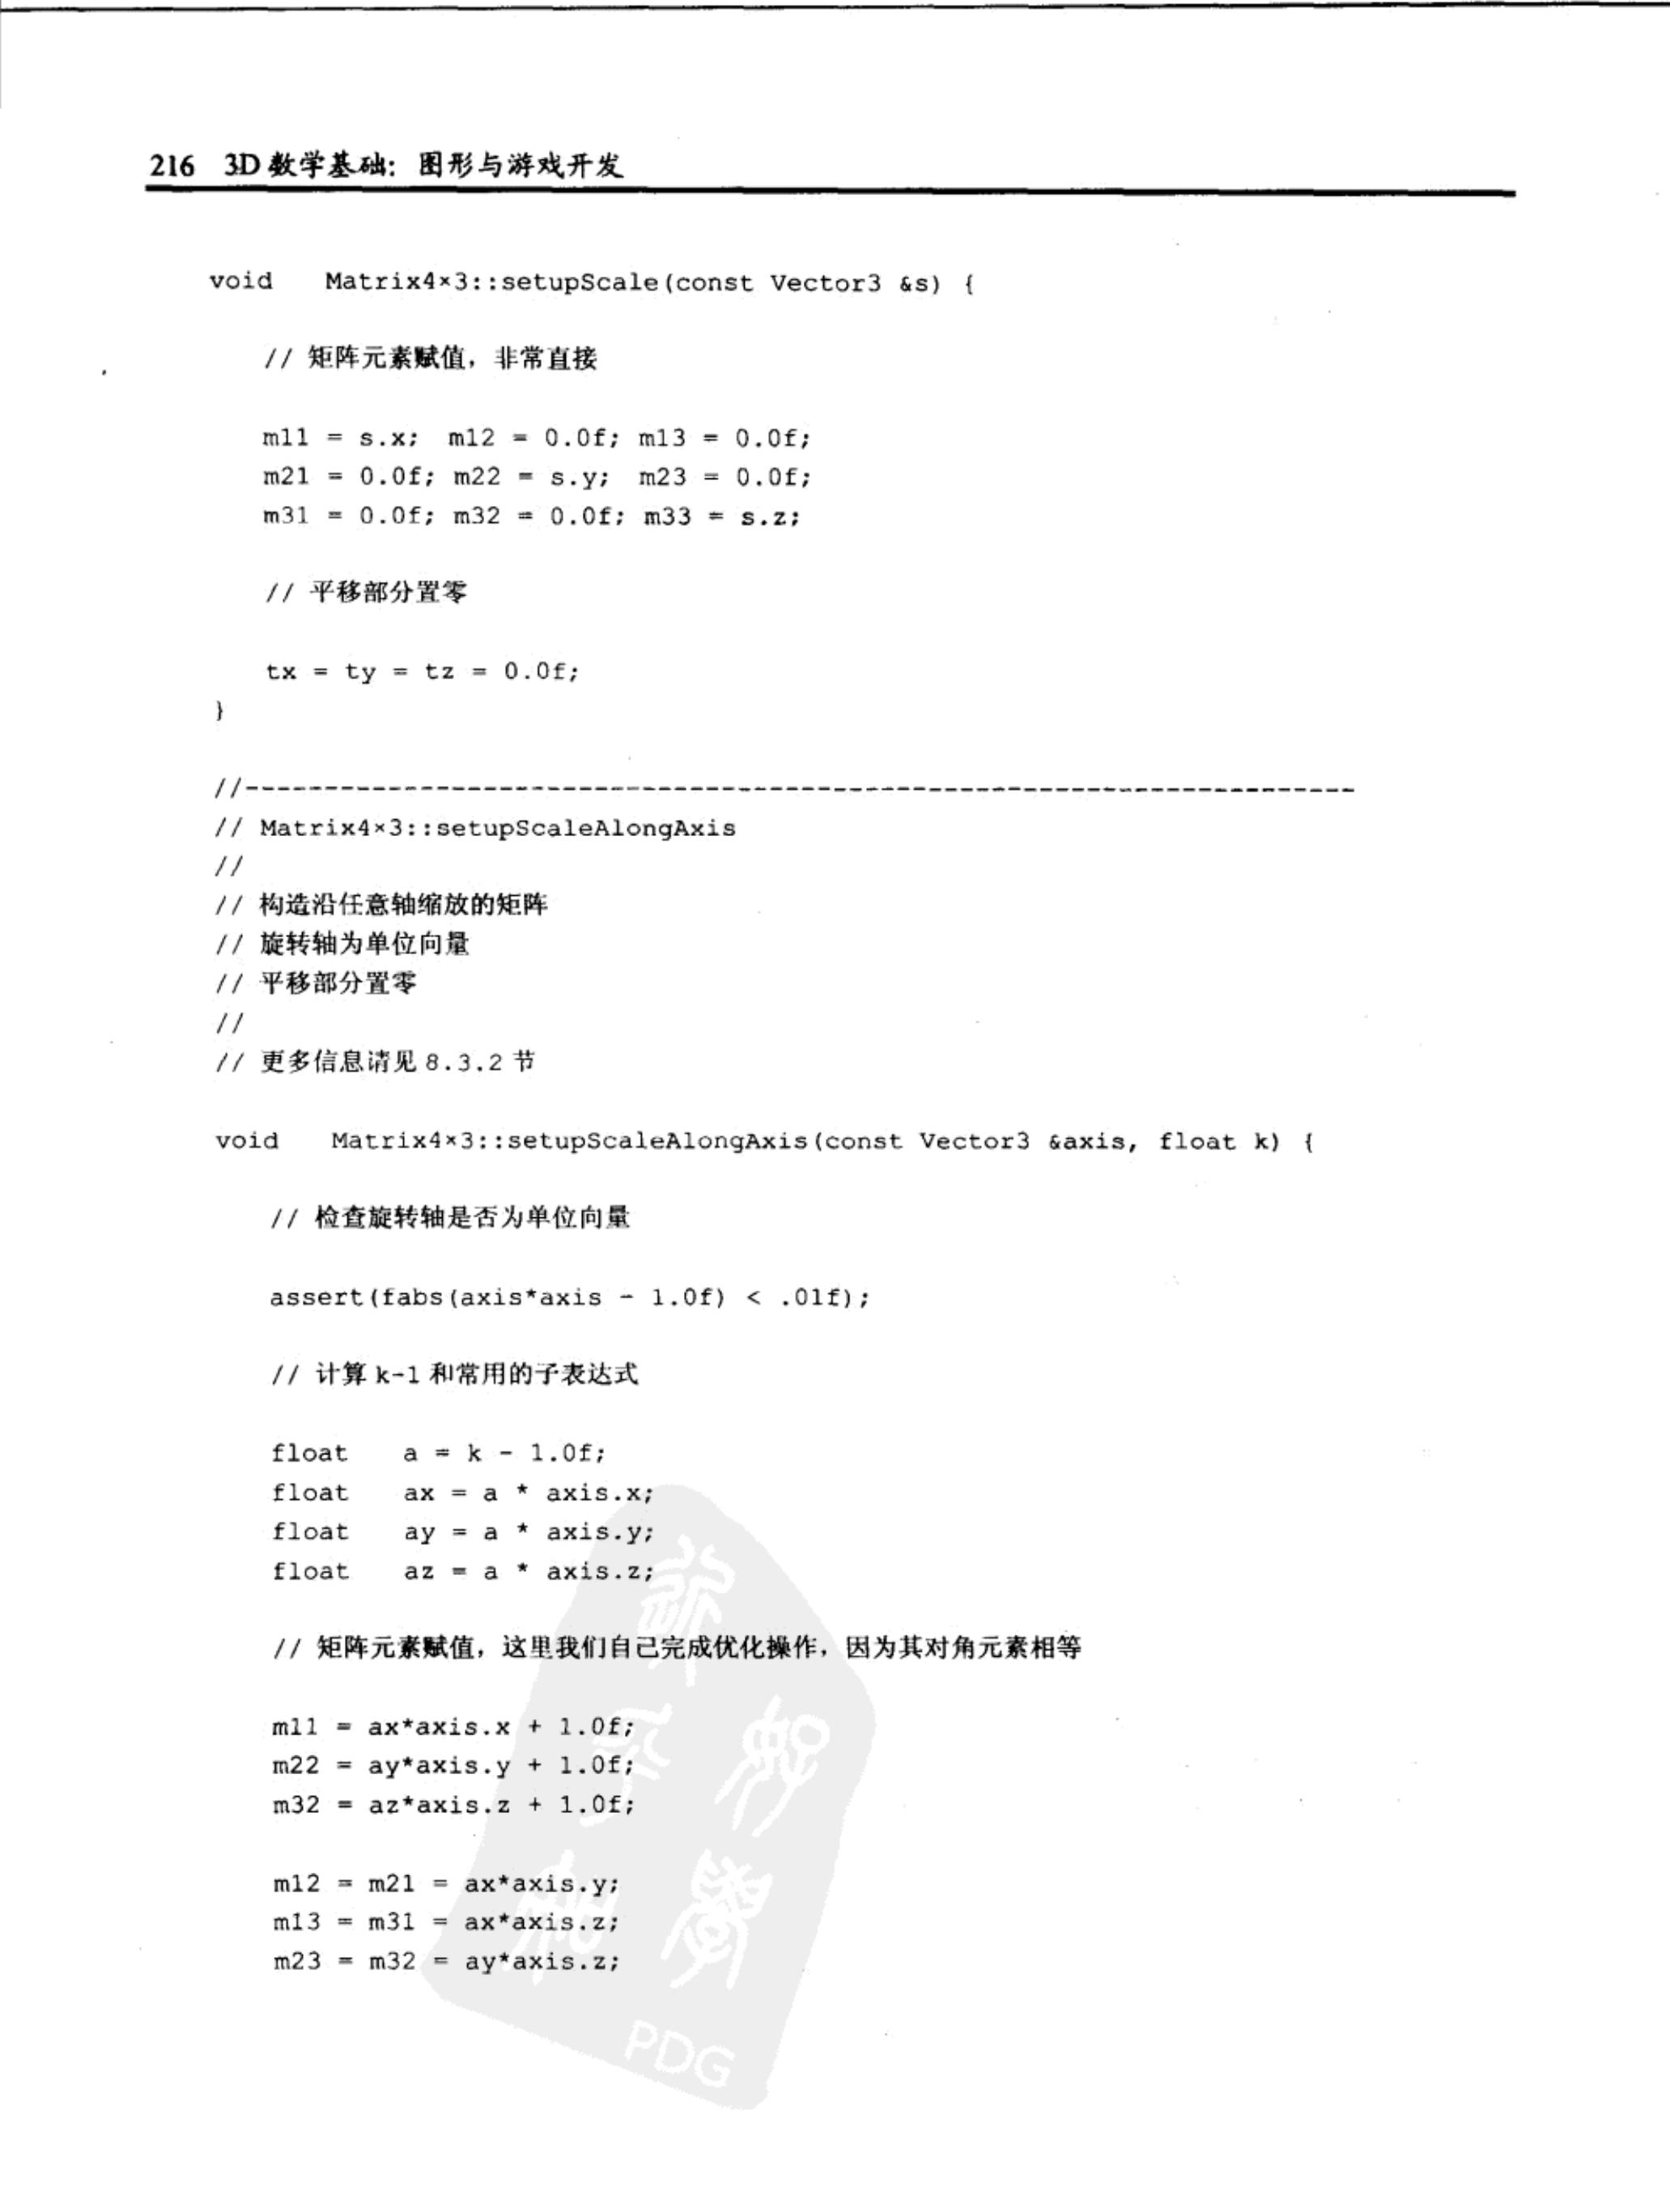 216 3D数学基础：图形与游戏开发
void Matrix4×3::setupScale(const Vector3 &s) {
// 矩阵元素赋值，非常直接
m11 = s.x; m12 = 0.0f; m13 = 0.0f;
m21 = 0.0f; m22 = s.y; m23 = 0.0f;
m31 = 0.0f; m32 = 0.0f; m33 = s.z;
// 平移部分置零
tx = ty = tz = 0.0f;
}
//----------------------------------------------------------------------
// Matrix4×3::setupScaleAlongAxis
//
// 构造沿任意轴缩放的矩阵
// 旋转轴为单位向量
// 平移部分置零
//
// 更多信息请见 8.3.2 节
void Matrix4×3::setupScaleAlongAxis(const Vector3 &axis, float k) {
// 检查旋转轴是否为单位向量
assert(fabs(axis*axis - 1.0f) < .01f);
// 计算 k-1 和常用的子表达式
float a = k - 1.0f;
float ax = a * axis.x;
float ay = a * axis.y;
float az = a * axis.z;
// 矩阵元素赋值，这里我们自己完成优化操作，因为其对角元素相等
m11 = ax*axis.x + 1.0f;
m22 = ay*axis.y + 1.0f;
m32 = az*axis.z + 1.0f;
m12 = m21 = ax*axis.y;
m13 = m31 = ax*axis.z;
m23 = m32 = ay*axis.z;
PDG